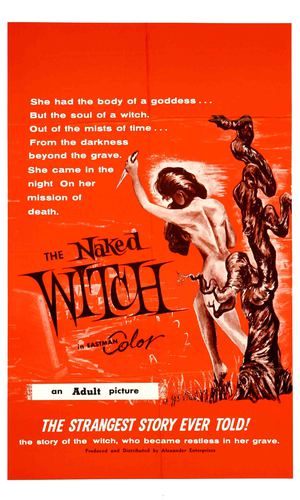 She had the body of a goddess . . .
But the soul of a witch.
Out of the mists of time . . .
From the darkness
beyond the grave.
She came in the
night On her
mission of
death.
THE Naked
WITCH
in EASTMAN Color
an Adult picture
THE STRANGEST STORY EVER TOLD!
the story of the witch, who became restless in her grave.
Produced and Distributed by Alexander Enterprises